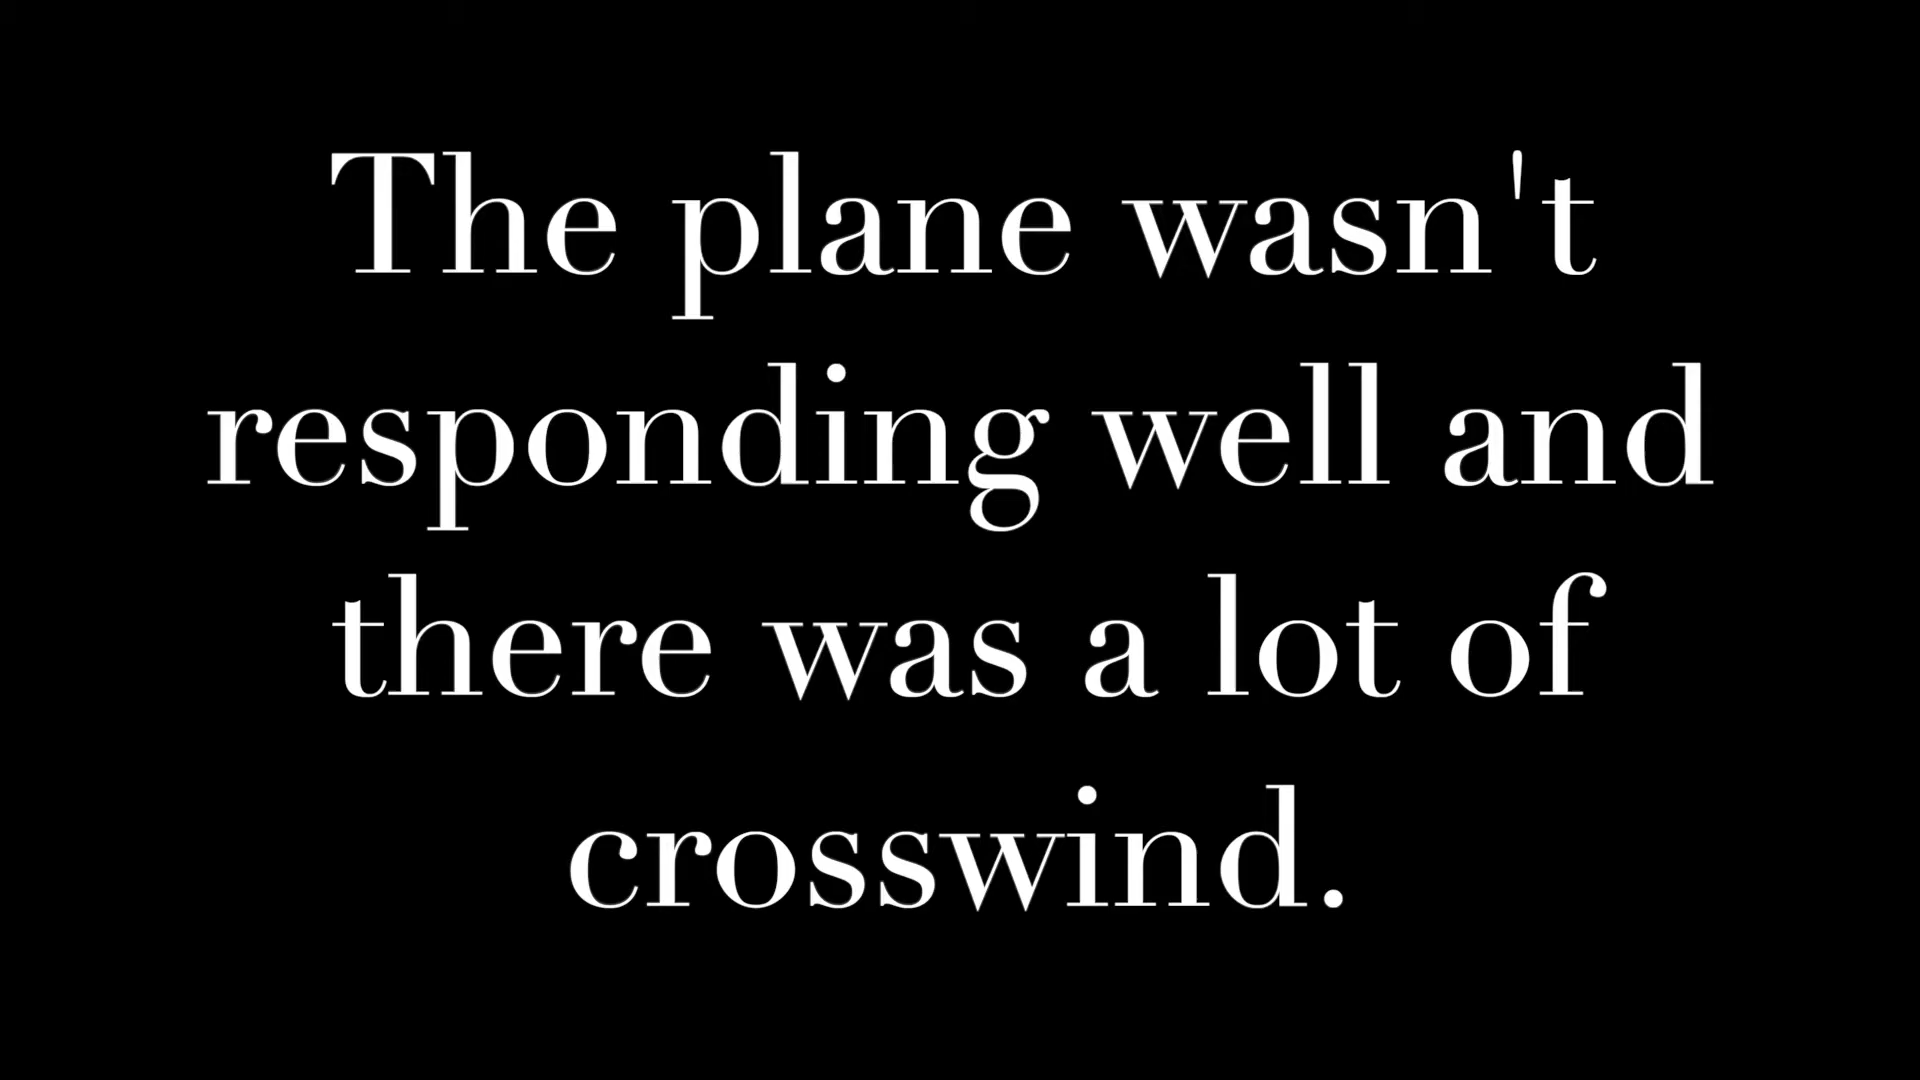 The plane wasn't
responding well and
there was a lot of
crosswind.